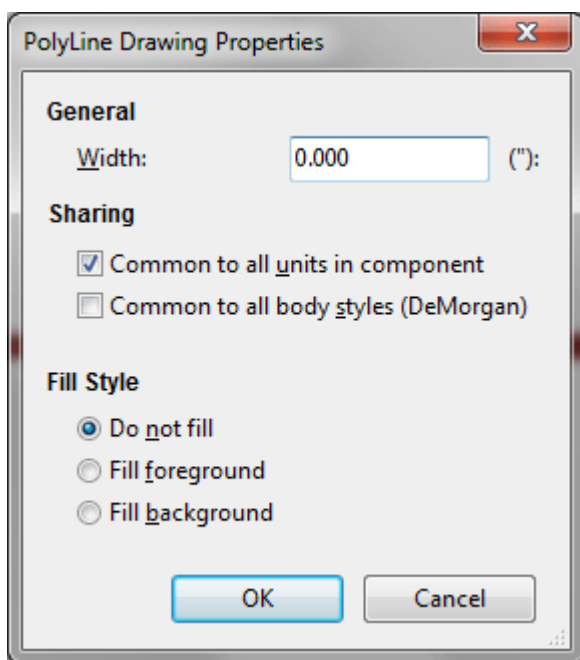 PolyLine Drawing Properties
General
Width: 0.000 ("):
Sharing
Common to all units in component
Common to all body styles (DeMorgan)
Fill Style
Do not fill
Fill foreground
Fill background
OK Cancel